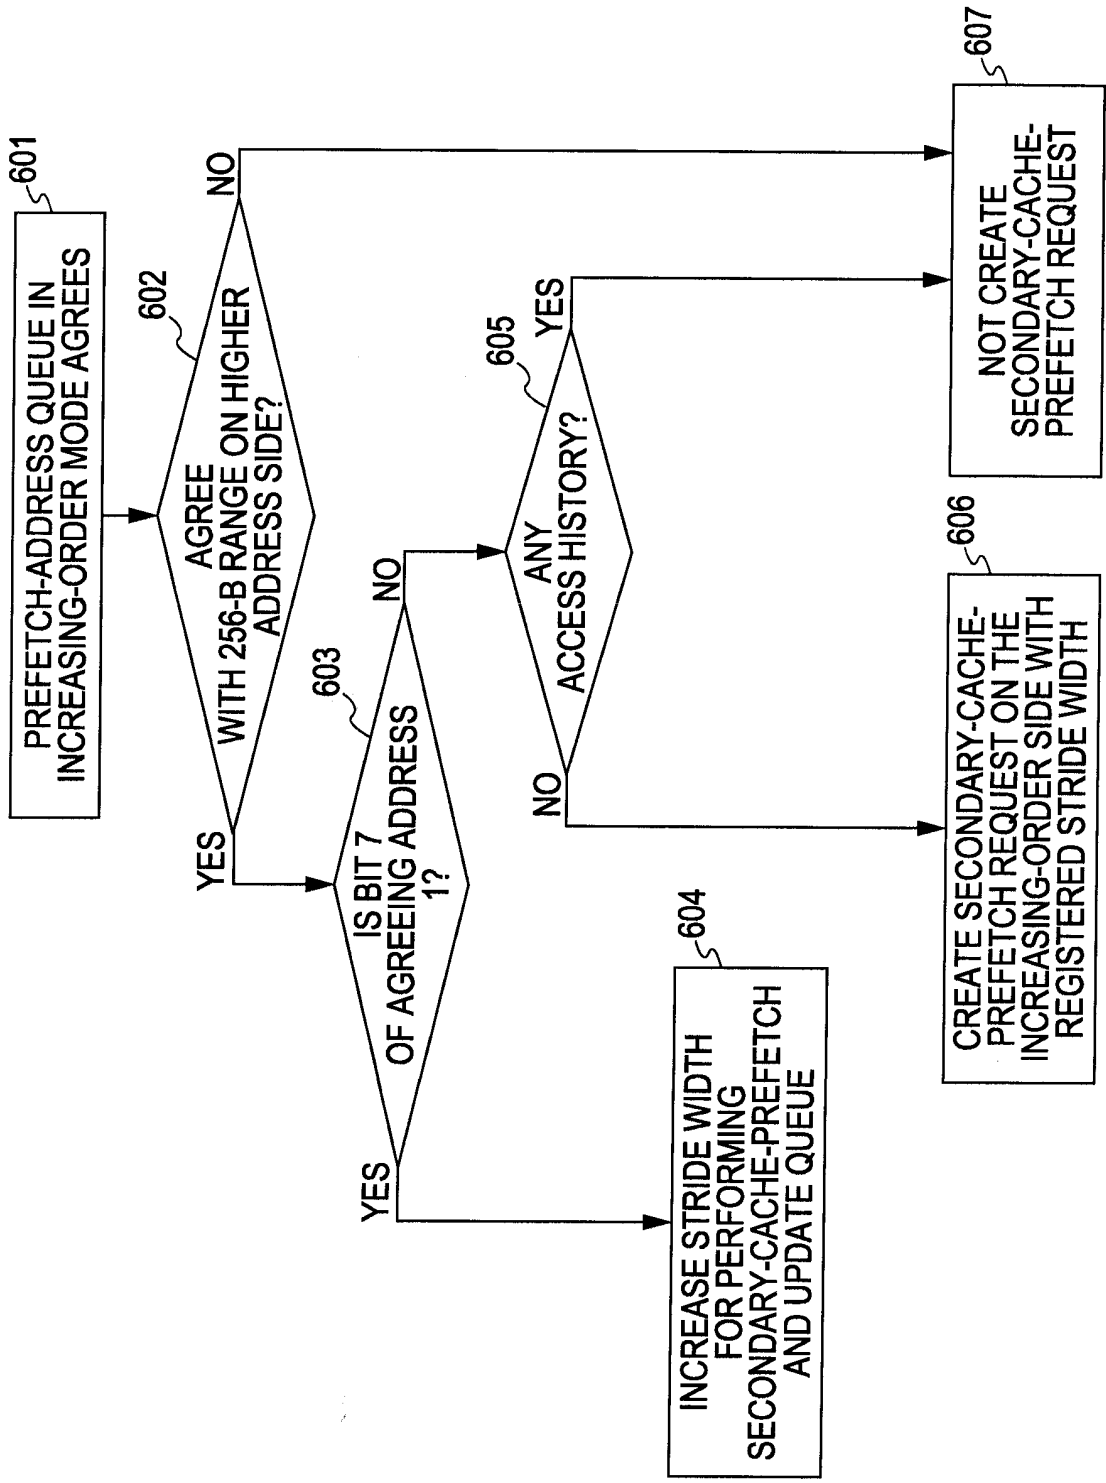 601
PREFETCH-ADDRESS QUEUE IN
INCREASING-ORDER MODE AGREES
602
AGREE
WITH 256-B RANGE ON HIGHER
ADDRESS SIDE?
YES
NO
603
IS BIT 7
OF AGREEING ADDRESS
1?
YES
NO
605
ANY
ACCESS HISTORY?
NO
YES
604
INCREASE STRIDE WIDTH
FOR PERFORMING
SECONDARY-CACHE-PREFETCH
AND UPDATE QUEUE
606
CREATE SECONDARY-CACHE-
PREFETCH REQUEST ON THE
INCREASING-ORDER SIDE WITH
REGISTERED STRIDE WIDTH
607
NOT CREATE
SECONDARY-CACHE-
PREFETCH REQUEST